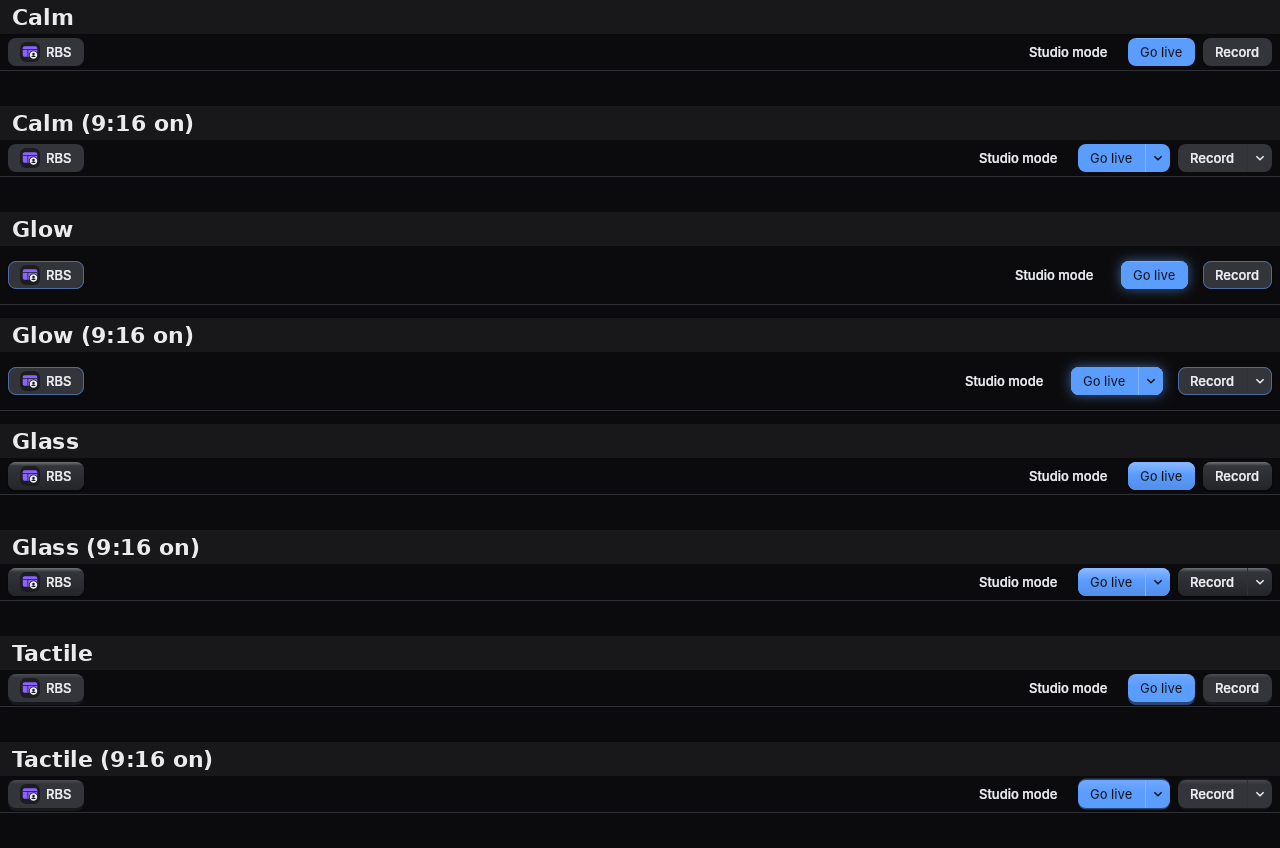 Calm
RBS Studio mode Go live Record
Calm (9:16 on)
RBS Studio mode Go live Record
Glow
RBS Studio mode Go live Record
Glow (9:16 on)
RBS Studio mode Go live Record
Glass
RBS Studio mode Go live Record
Glass (9:16 on)
RBS Studio mode Go live Record
Tactile
RBS Studio mode Go live Record
Tactile (9:16 on)
RBS Studio mode Go live Record